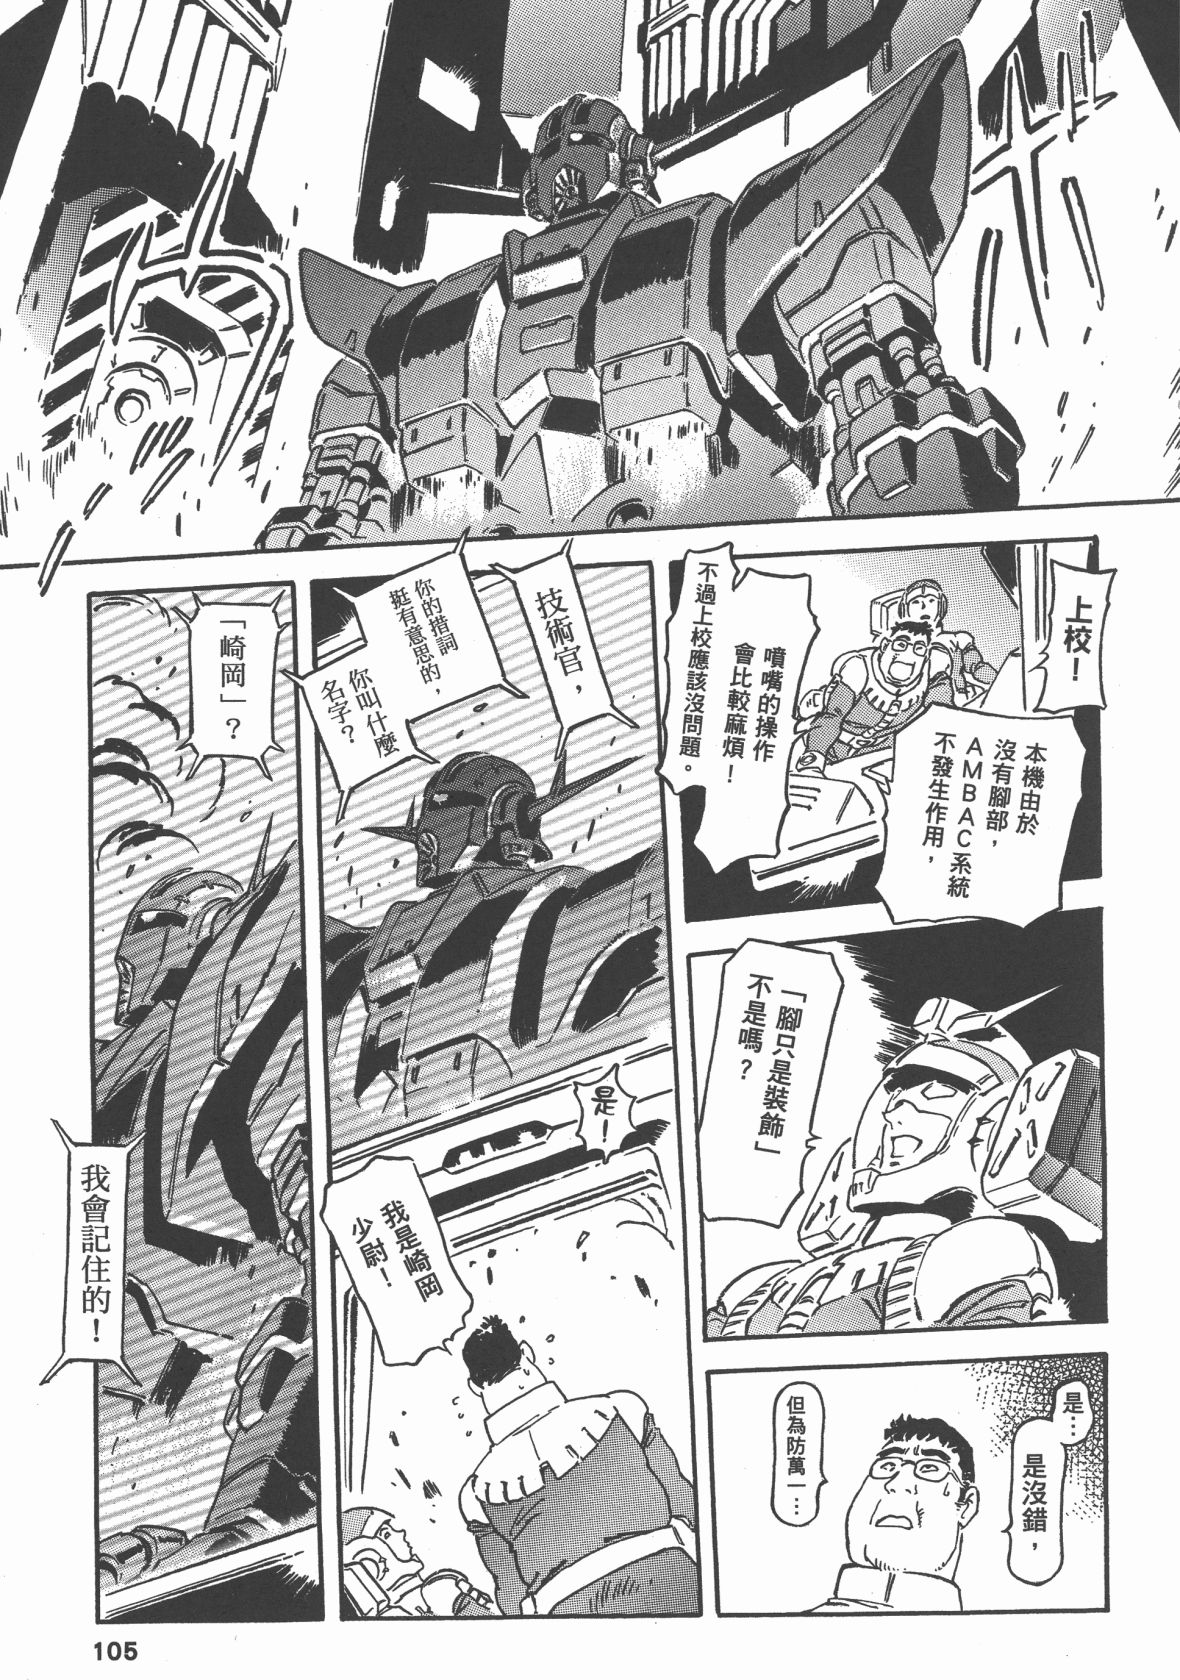 上校！
本機由於
沒有腳部，
AMBAC系統
不發生作用，
噴嘴的操作
會比較麻煩！
不過上校應該沒問題。
「腳只是裝飾」
不是嗎？
是…
是沒錯，
但為防萬一…
技術官，
你的措詞
挺有意思的，
你叫什麼
名字？
是！
我是崎岡
少尉！
「崎岡」？
我會記住的！
105